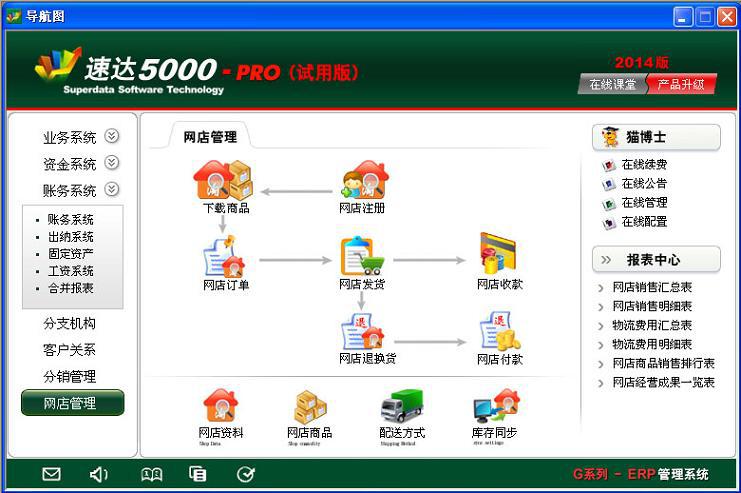 导航图
速达5000-PRO（试用版）
Superdata Software Technology
2014版
在线课堂 产品升级
业务系统
资金系统
账务系统
账务系统
出纳系统
固定资产
工资系统
合并报表
分支机构
客户关系
分销管理
网店管理
网店管理
下载商品 网店注册
网店订单 网店发货 网店收款
退 退
网店退换货 网店付款
网店资料 网店商品 配送方式 库存同步
Shop Data Shop commodity Shipping Method sync settings
猫博士
在线续费
在线公告
在线管理
在线配置
报表中心
网店销售汇总表
网店销售明细表
物流费用汇总表
物流费用明细表
网店商品销售排行表
网店经营成果一览表
G系列 - ERP管理系统